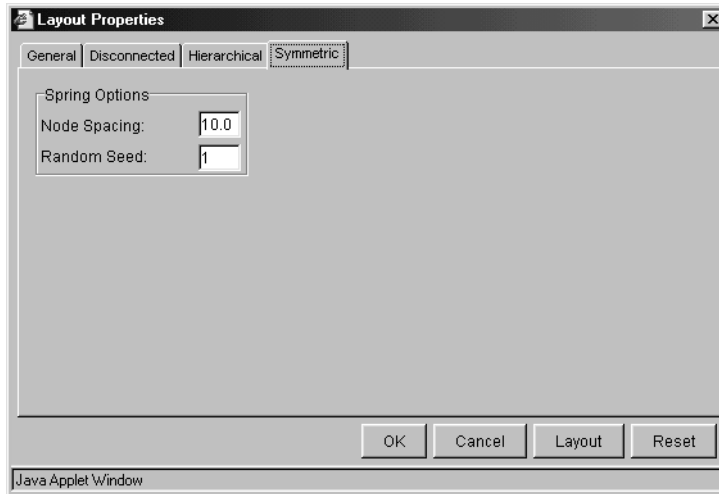 Layout Properties
General Disconnected Hierarchical Symmetric
Spring Options
Node Spacing: 10.0
Random Seed: 1
OK Cancel Layout Reset
Java Applet Window